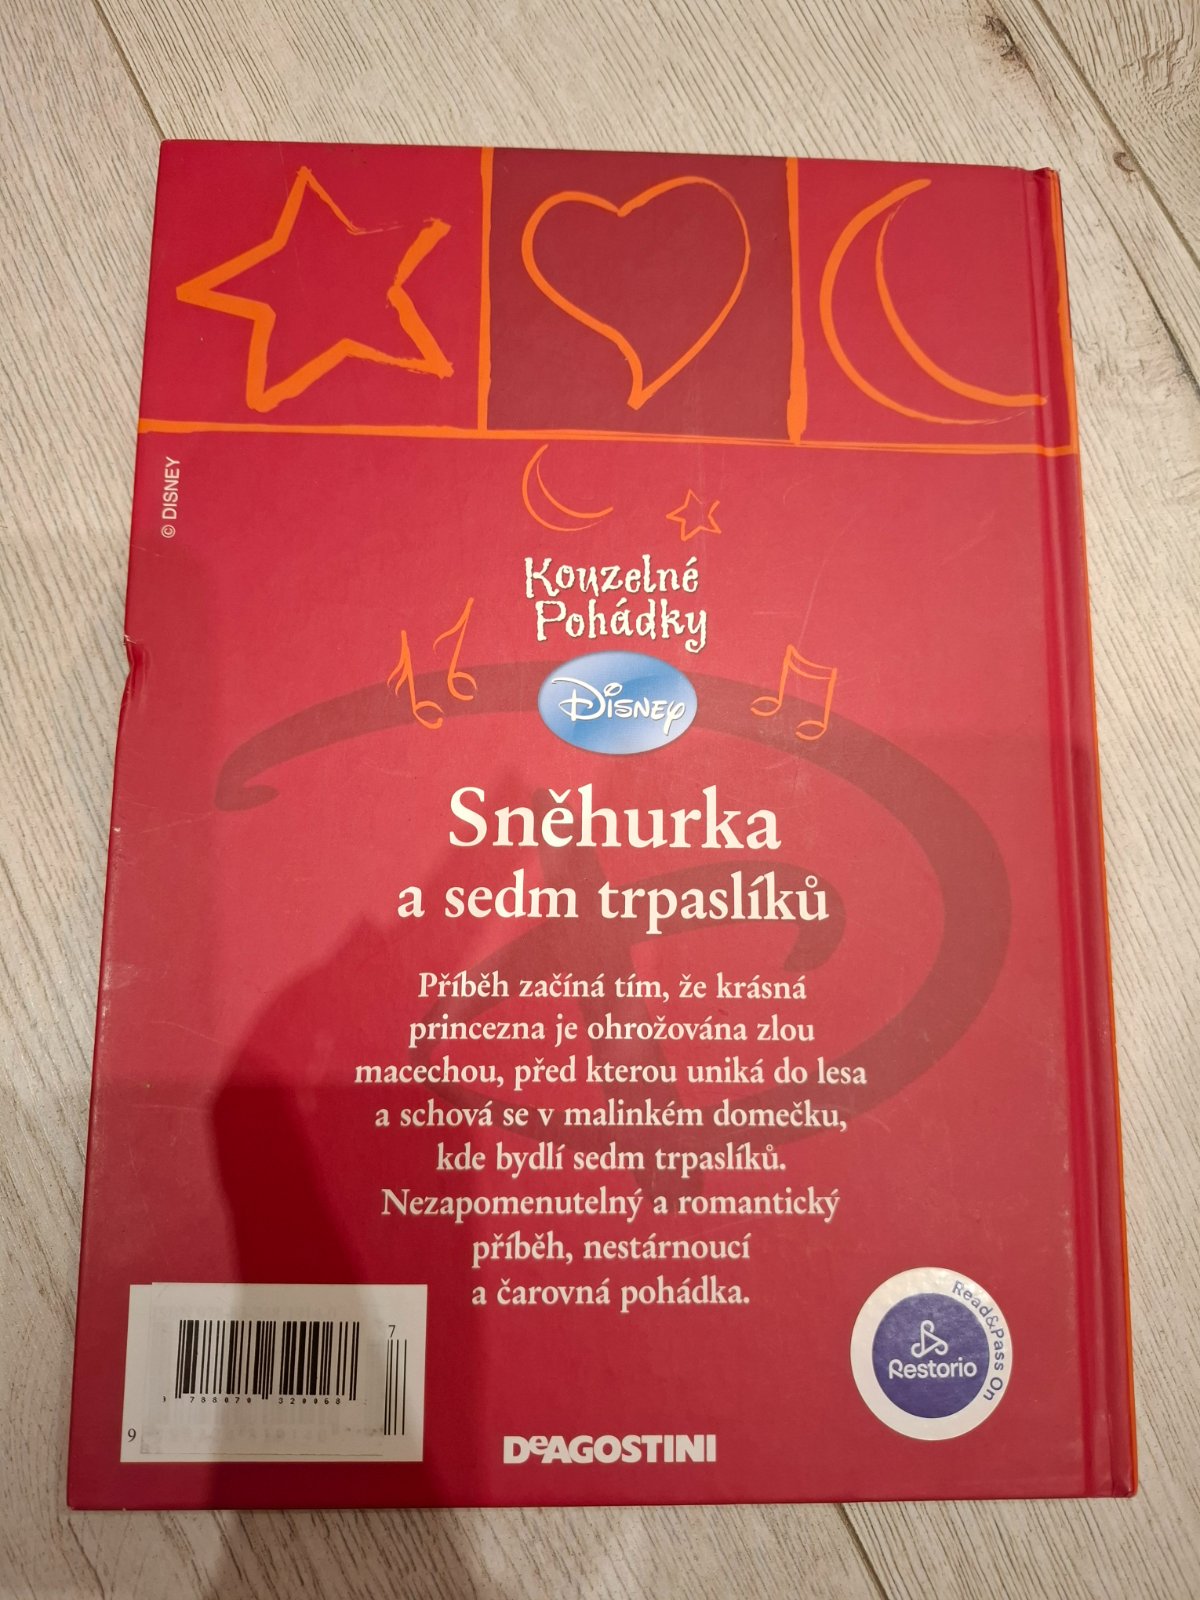 © DISNEY
Kouzelné
Pohádky
Disney
Sněhurka
a sedm trpaslíků
Příběh začíná tím, že krásná
princezna je ohrožována zlou
macechou, před kterou uniká do lesa
a schová se v malinkém domečku,
kde bydlí sedm trpaslíků.
Nezapomenutelný a romantický
příběh, nestárnoucí
a čarovná pohádka.
7
9
Read&Pass On
Restorio
DeAGOSTINI